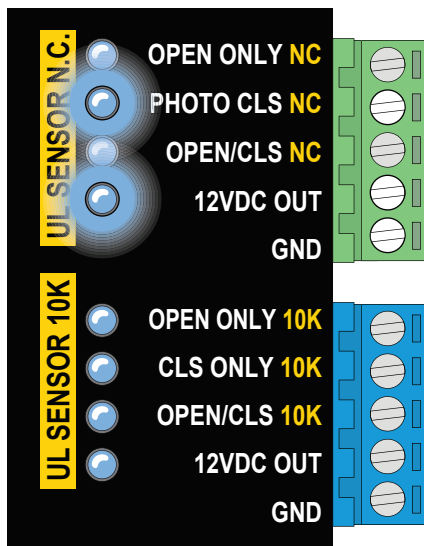 UL SENSOR N.C.
OPEN ONLY NC
PHOTO CLS NC
OPEN/CLS NC
12VDC OUT
GND
UL SENSOR 10K
OPEN ONLY 10K
CLS ONLY 10K
OPEN/CLS 10K
12VDC OUT
GND